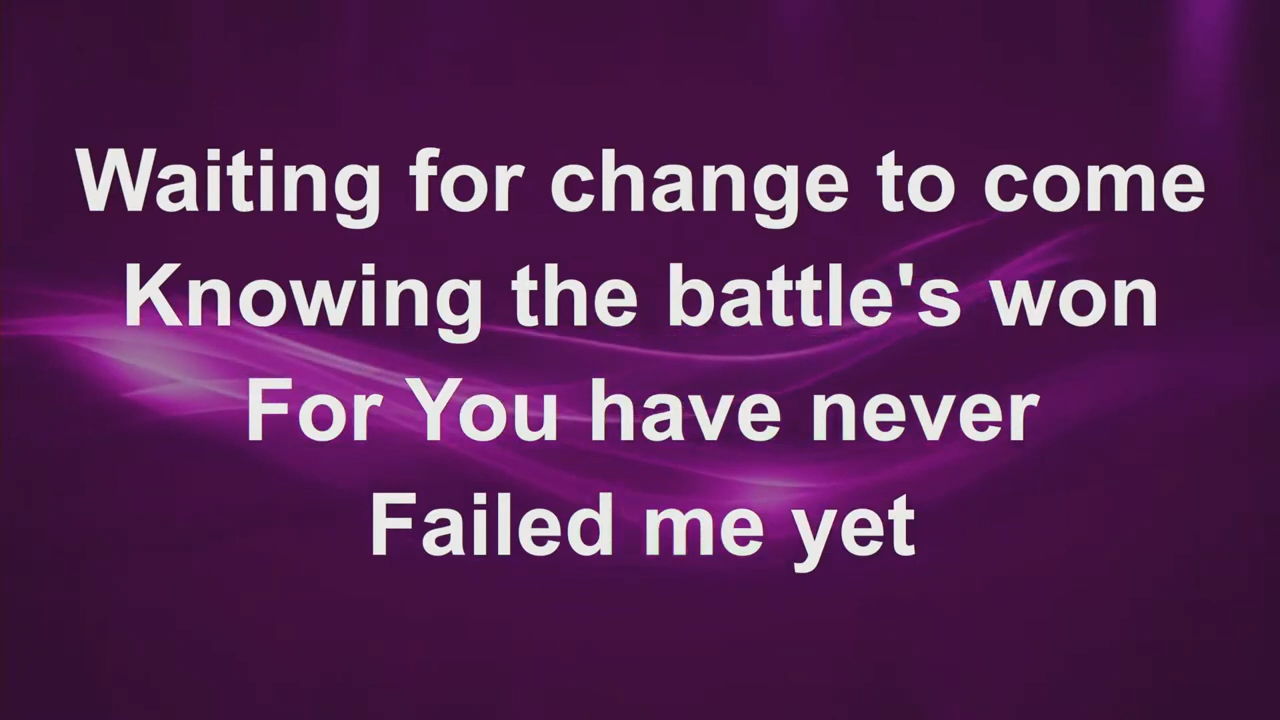 Waiting for change to come
Knowing the battle's won
For You have never
Failed me yet